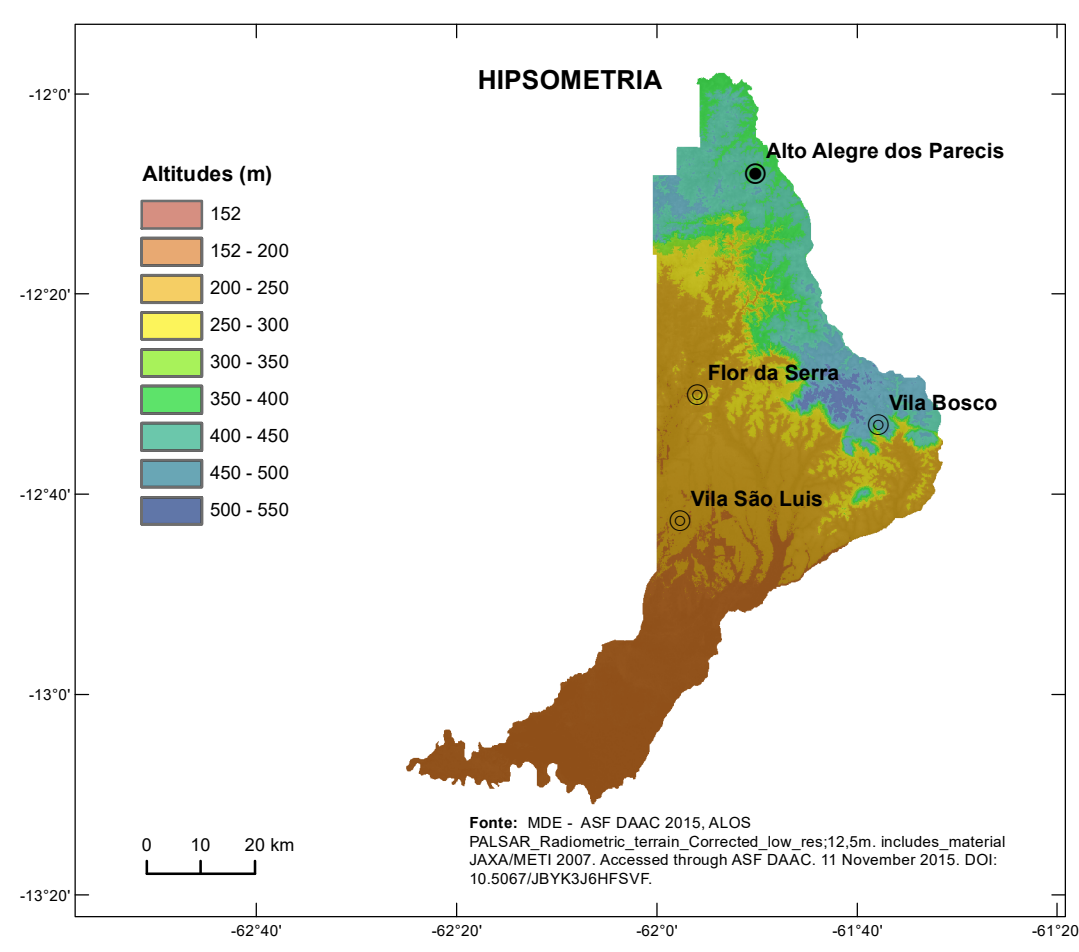 HIPSOMETRIA
-12°0'
Alto Alegre dos Parecis
Altitudes (m)
152
152 - 200
200 - 250
250 - 300
300 - 350
350 - 400
400 - 450
450 - 500
500 - 550
-12°20'
Flor da Serra
Vila Bosco
-12°40'
Vila São Luis
-13°0'
Fonte: MDE - ASF DAAC 2015, ALOS
PALSAR_Radiometric_terrain_Corrected_low_res;12,5m. includes_material
JAXA/METI 2007. Accessed through ASF DAAC. 11 November 2015. DOI:
10.5067/JBYK3J6HFSVF.
0 10 20 km
-13°20'
-62°40' -62°20' -62°0' -61°40' -61°20'